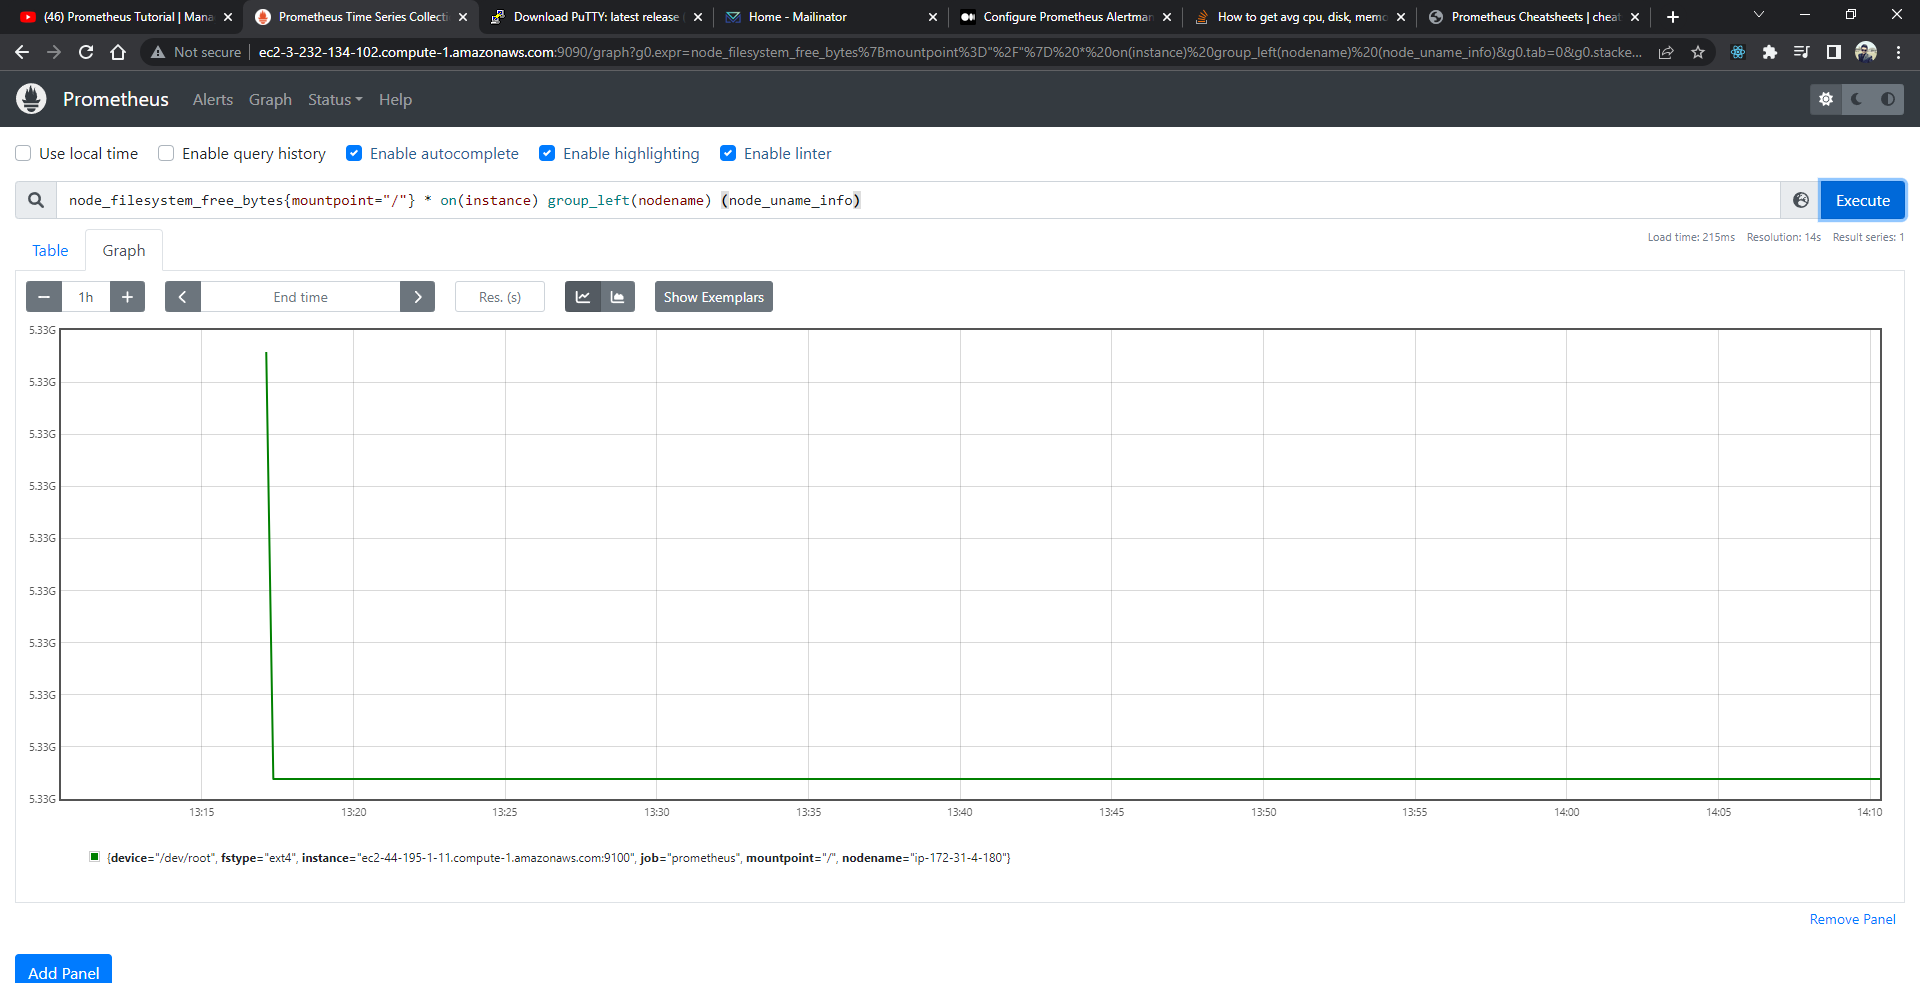 (46) Prometheus Tutorial | Mana
Prometheus Time Series Collecti
Download PuTTY: latest release
Home - Mailinator
Configure Prometheus Alertman
How to get avg cpu, disk, memo
Prometheus Cheatsheets | cheat
Not secure
ec2-3-232-134-102.compute-1.amazonaws.com:9090/graph?g0.expr=node_filesystem_free_bytes%7Bmountpoint%3D"%2F"%7D%20*%20on(instance)%20group_left(nodename)%20(node_uname_info)&g0.tab=0&g0.stacke...
Prometheus Alerts Graph Status Help
Use local time Enable query history Enable autocomplete Enable highlighting Enable linter
node_filesystem_free_bytes{mountpoint="/"} * on(instance) group_left(nodename) (node_uname_info)
Execute
Load time: 215ms Resolution: 14s Result series: 1
Table Graph
1h End time Res. (s) Show Exemplars
5.33G
5.33G
5.33G
5.33G
5.33G
5.33G
5.33G
5.33G
5.33G
5.33G
13:15 13:20 13:25 13:30 13:35 13:40 13:45 13:50 13:55 14:00 14:05 14:10
{device="/dev/root", fstype="ext4", instance="ec2-44-195-1-11.compute-1.amazonaws.com:9100", job="prometheus", mountpoint="/", nodename="ip-172-31-4-180"}
Remove Panel
Add Panel